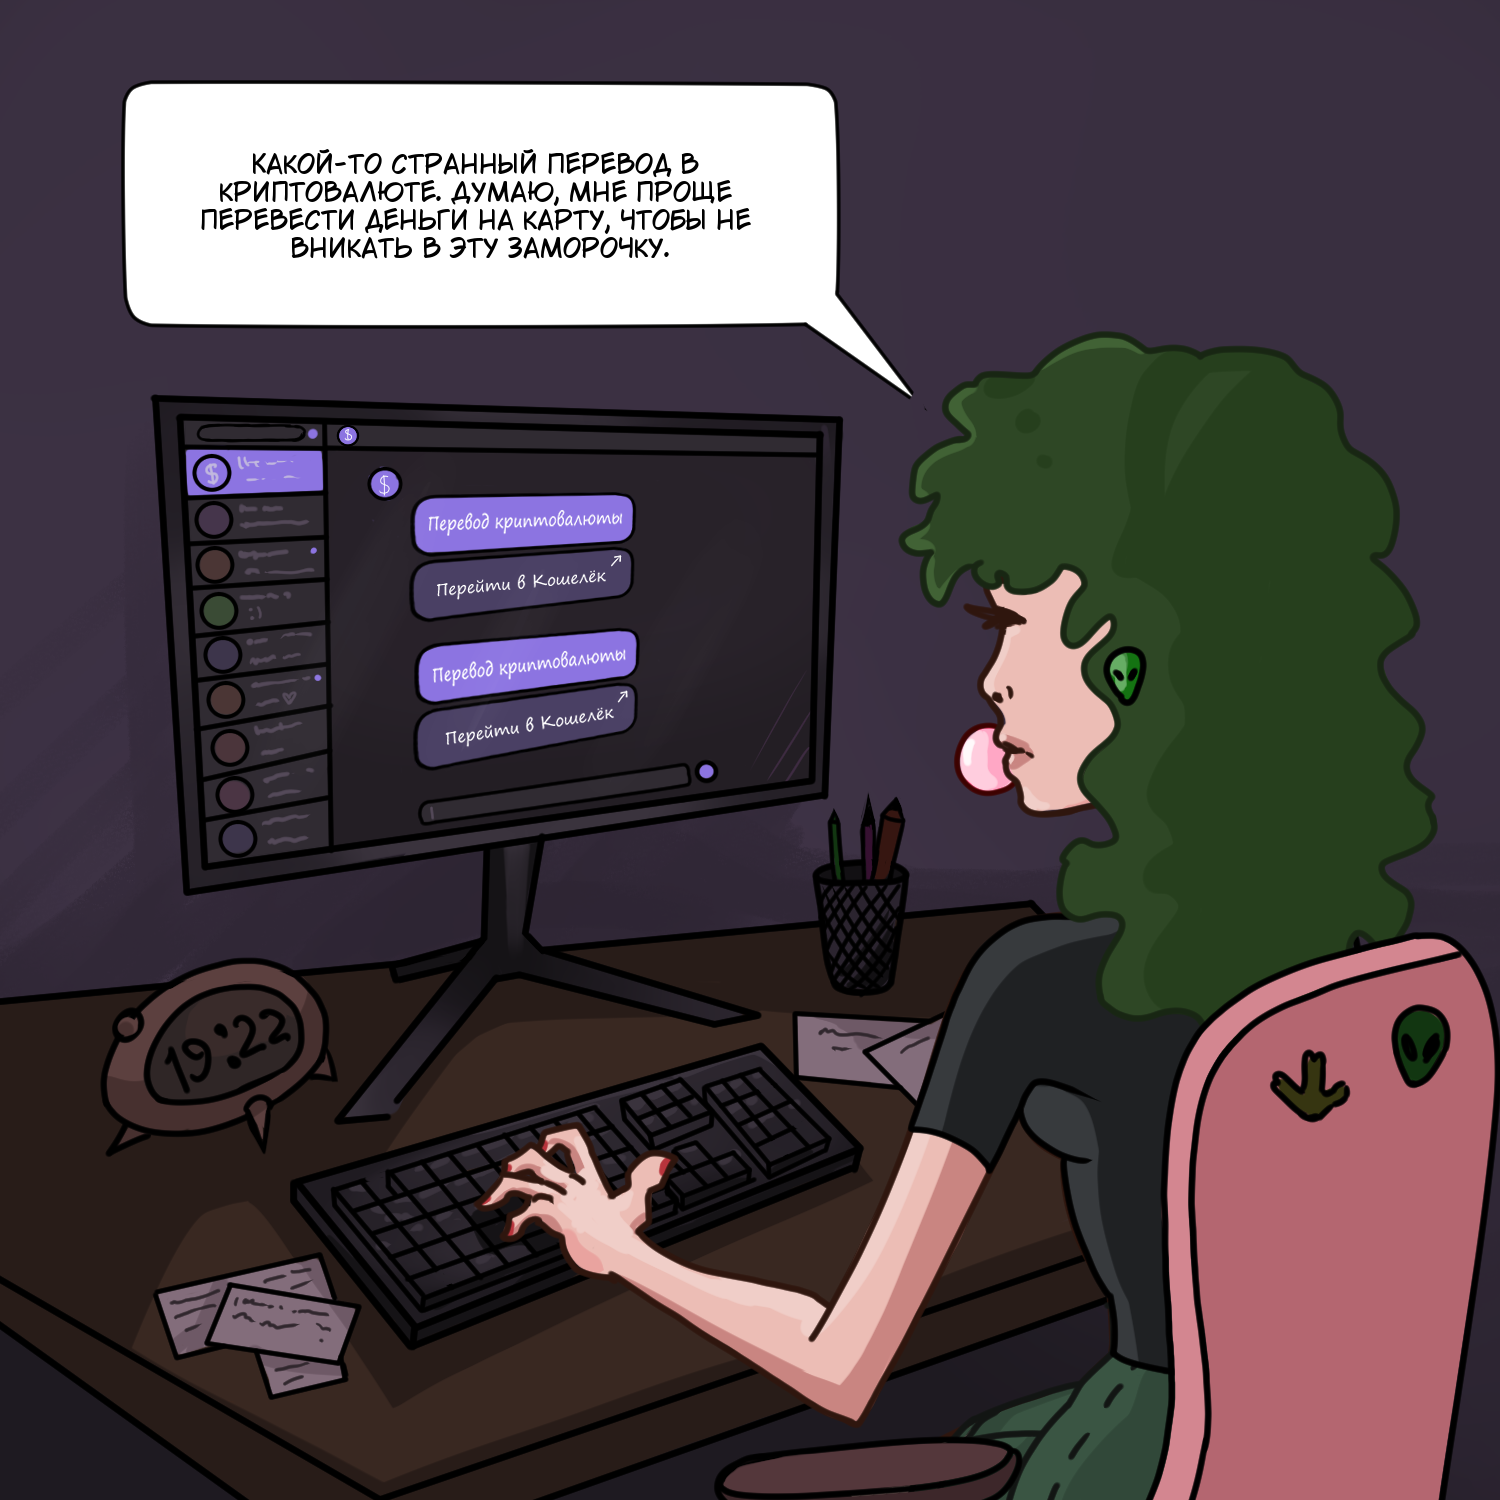 КАКОЙ-ТО СТРАННЫЙ ПЕРЕВОД В
КРИПТОВАЛЮТЕ. ДУМАЮ, МНЕ ПРОЩЕ
ПЕРЕВЕСТИ ДЕНЬГИ НА КАРТУ, ЧТОБЫ НЕ
ВНИКАТЬ В ЭТУ ЗАМОРОЧКУ.
$
$
$
Перевод криптовалюты
Перейти в Кошелёк
:)
Перевод криптовалюты
Перейти в Кошелёк
19:22